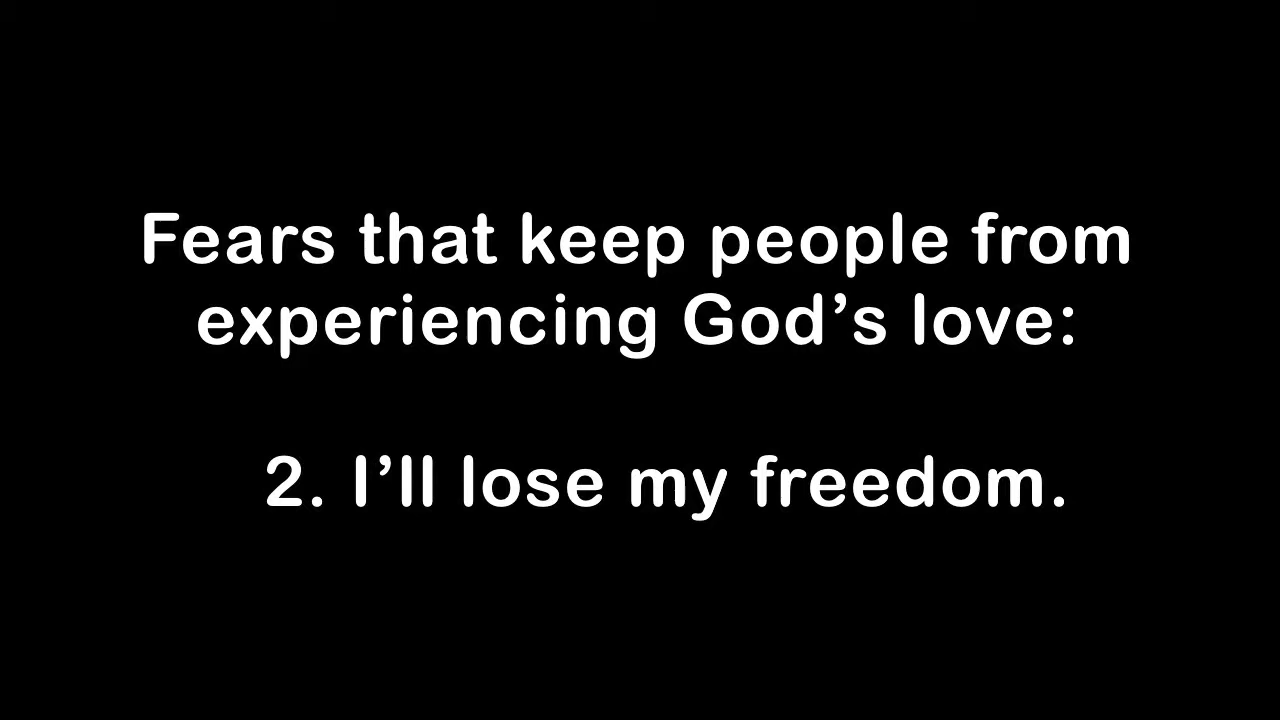 Fears that keep people from
experiencing God’s love:
2. I’ll lose my freedom.